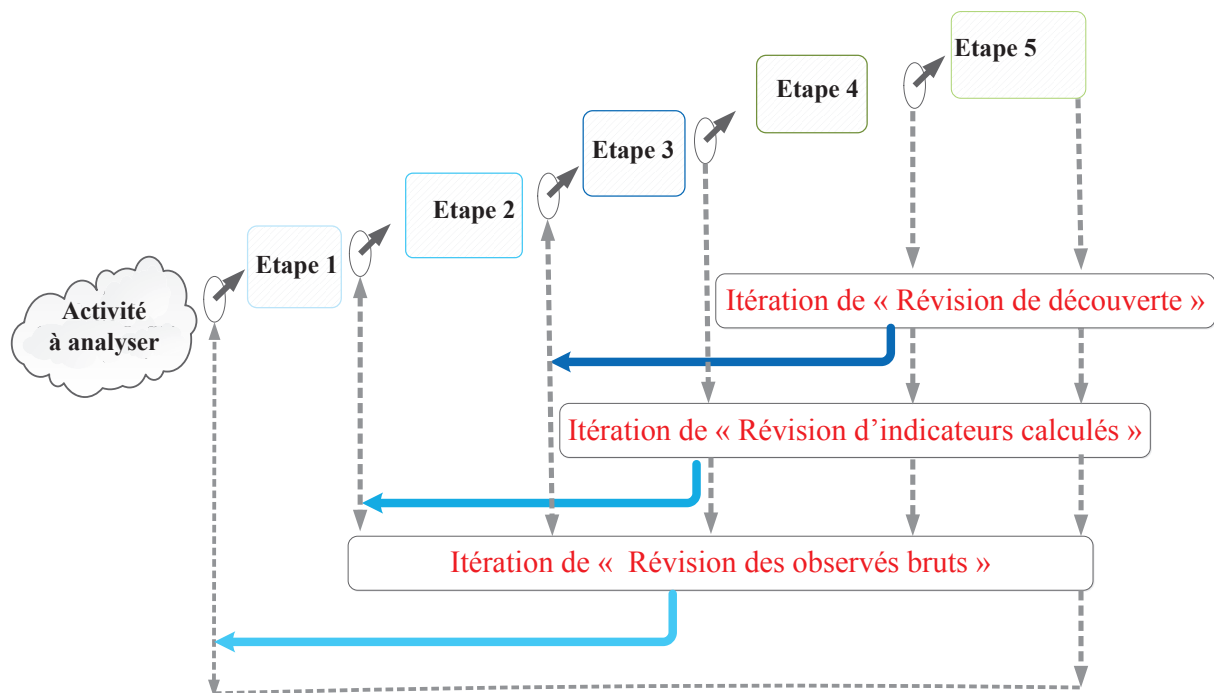 Etape 5
Etape 4
Etape 3
Etape 2
Etape 1
Activité
à analyser
Itération de « Révision de découverte »
Itération de « Révision d’indicateurs calculés »
Itération de «  Révision des observés bruts »